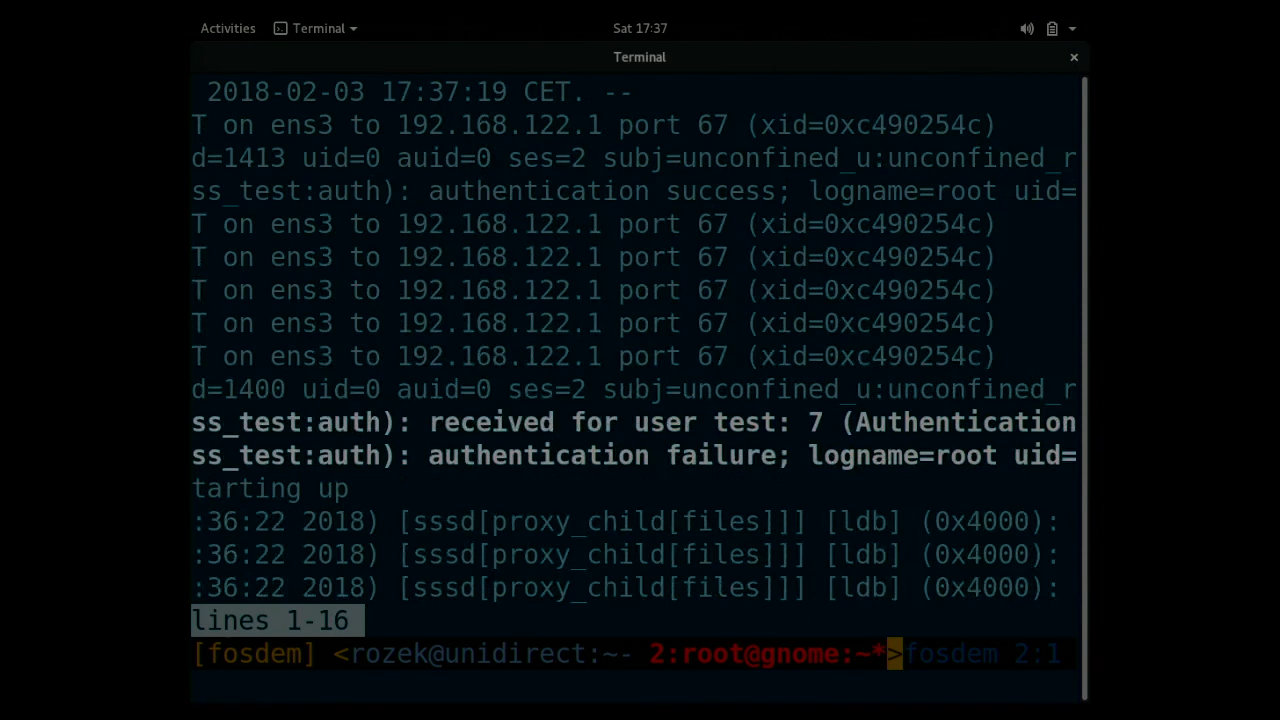 Activities Terminal Sat 17:37
Terminal ×
2018-02-03 17:37:19 CET. --
T on ens3 to 192.168.122.1 port 67 (xid=0xc490254c)
d=1413 uid=0 auid=0 ses=2 subj=unconfined_u:unconfined_r
ss_test:auth): authentication success; logname=root uid=
T on ens3 to 192.168.122.1 port 67 (xid=0xc490254c)
T on ens3 to 192.168.122.1 port 67 (xid=0xc490254c)
T on ens3 to 192.168.122.1 port 67 (xid=0xc490254c)
T on ens3 to 192.168.122.1 port 67 (xid=0xc490254c)
T on ens3 to 192.168.122.1 port 67 (xid=0xc490254c)
d=1400 uid=0 auid=0 ses=2 subj=unconfined_u:unconfined_r
ss_test:auth): received for user test: 7 (Authentication
ss_test:auth): authentication failure; logname=root uid=
tarting up
:36:22 2018) [sssd[proxy_child[files]]] [ldb] (0x4000):
:36:22 2018) [sssd[proxy_child[files]]] [ldb] (0x4000):
:36:22 2018) [sssd[proxy_child[files]]] [ldb] (0x4000):
lines 1-16
[fosdem] <rozek@unidirect:~- 2:root@gnome:~*>fosdem 2:1